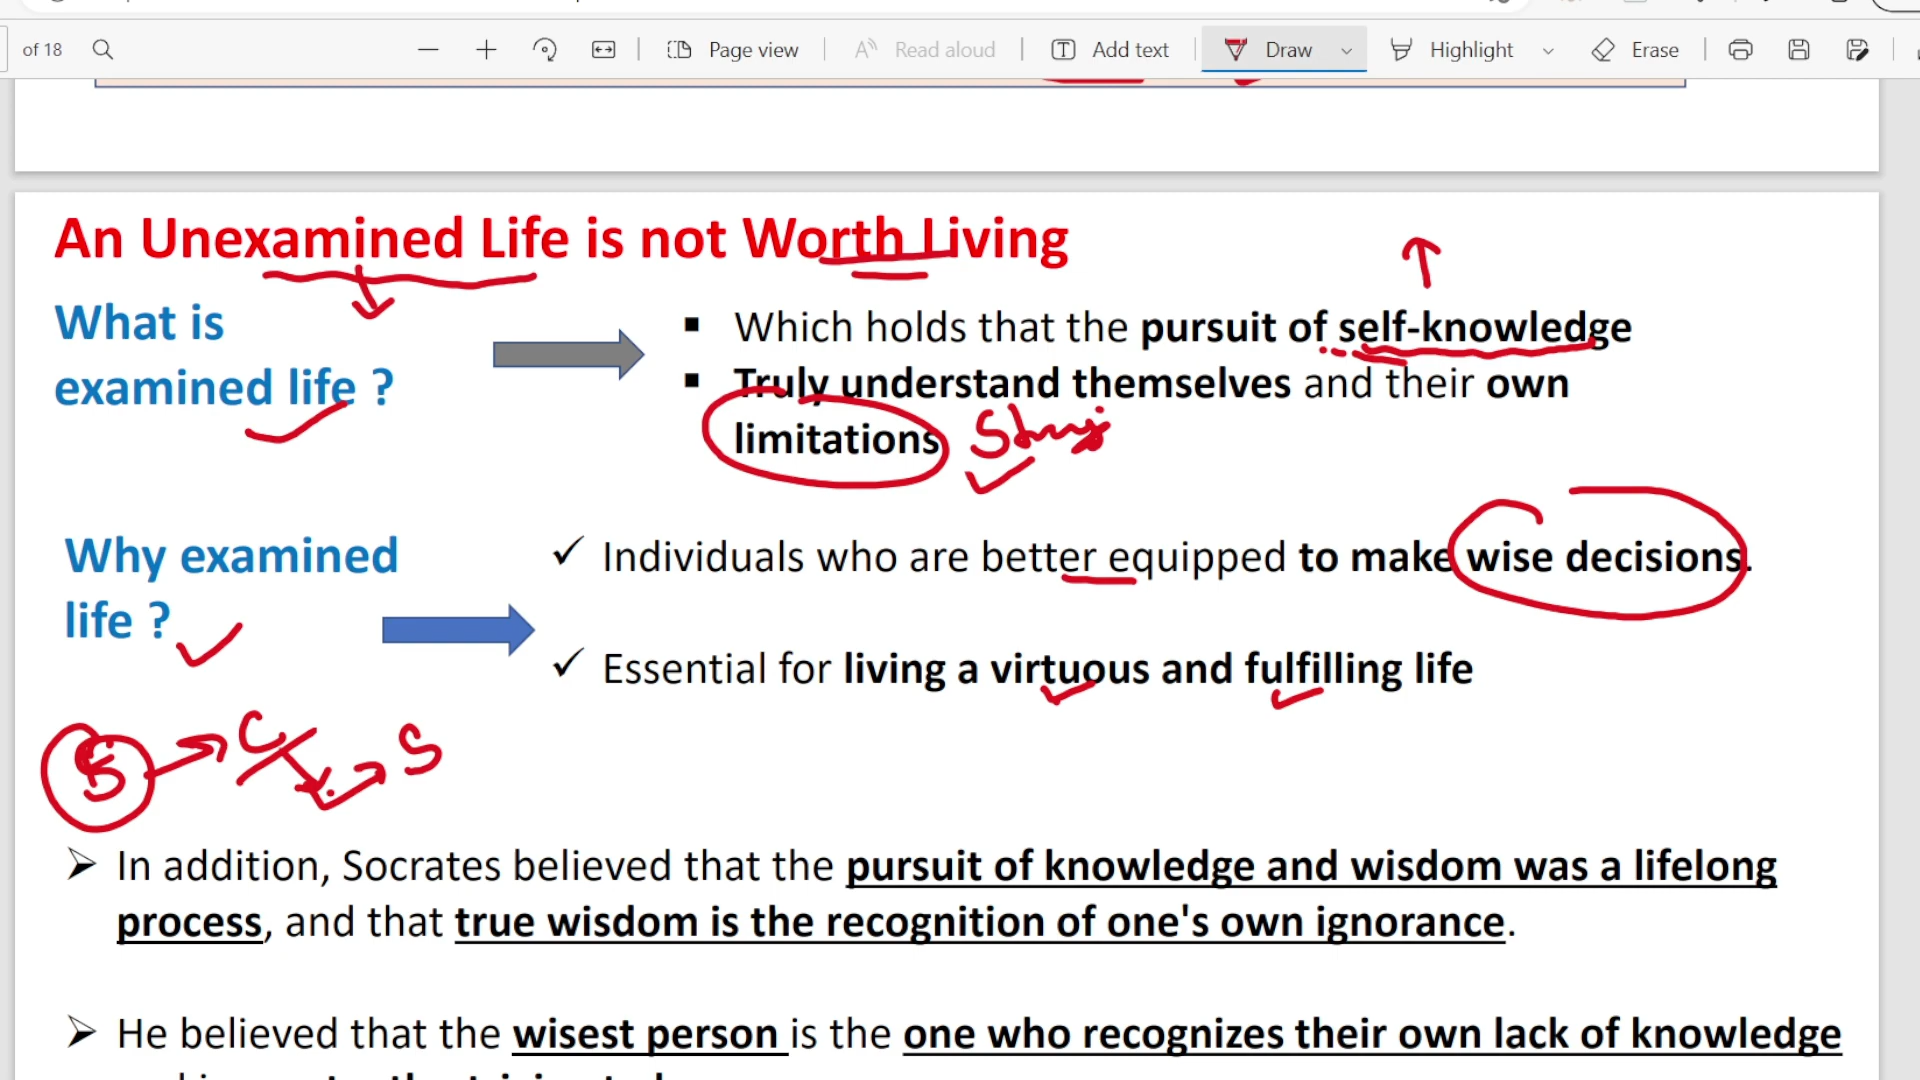 of 18
Page view
Read aloud
Add text
Draw
Highlight
Erase
An Unexamined Life is not Worth Living
What is
examined life ?
▪ Which holds that the pursuit of self-knowledge
▪ Truly understand themselves and their own
limitations
Why examined
life ?
✓ Individuals who are better equipped to make wise decisions.
✓ Essential for living a virtuous and fulfilling life
C
S
➢ In addition, Socrates believed that the pursuit of knowledge and wisdom was a lifelong
process, and that true wisdom is the recognition of one's own ignorance.
➢ He believed that the wisest person is the one who recognizes their own lack of knowledge